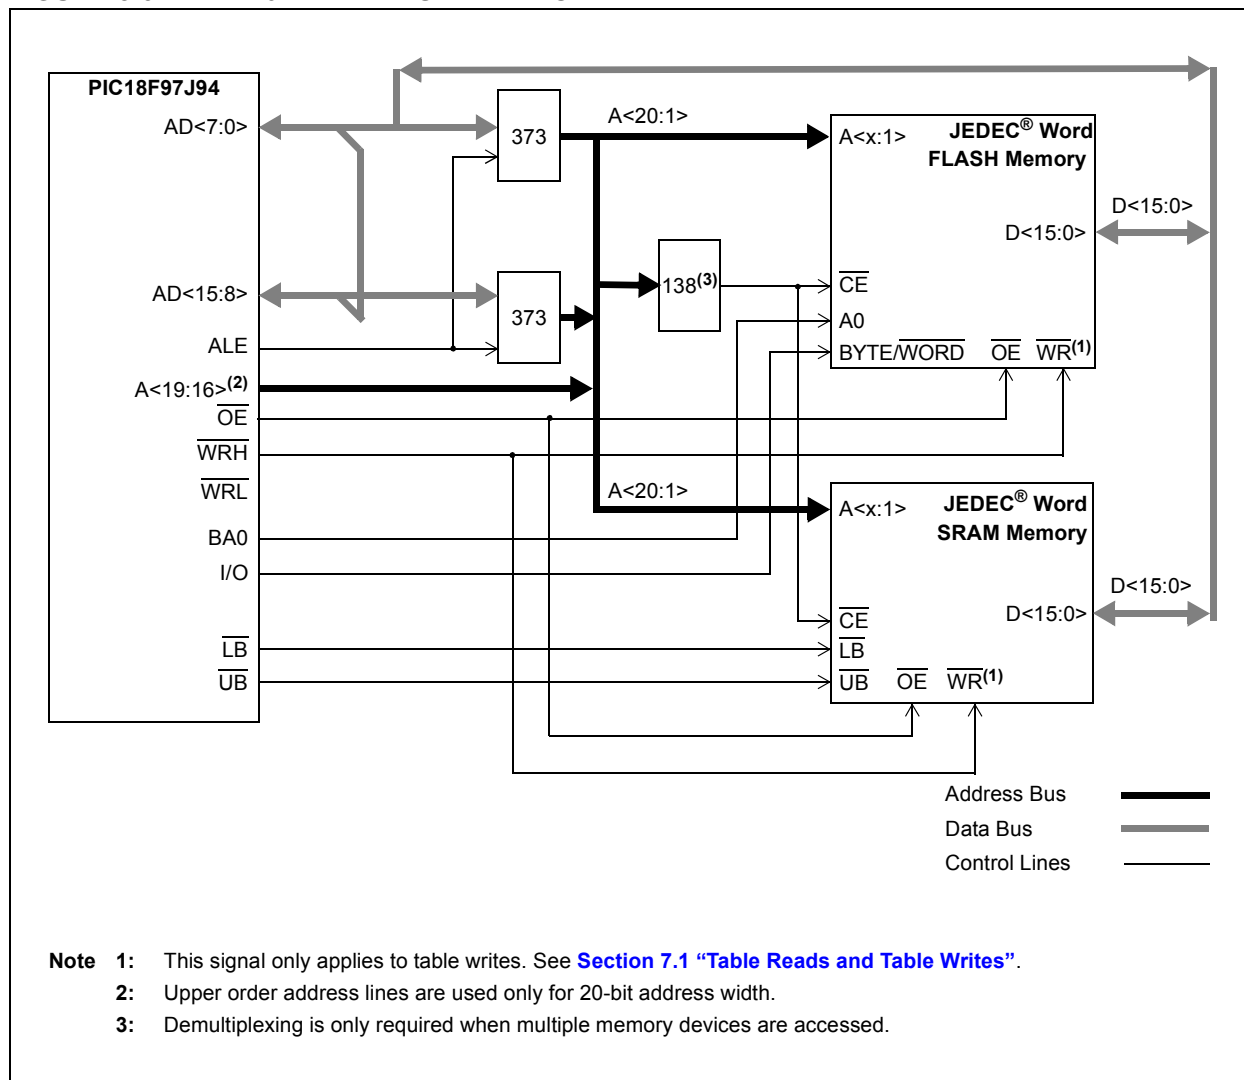 PIC18F97J94
AD<7:0>
373
A<20:1>
A<x:1>
JEDEC® Word
FLASH Memory
D<15:0>
D<15:0>
AD<15:8>
373
138(3)
CE
A0
ALE
BYTE/WORD
OE
WR(1)
A<19:16>(2)
OE
WRH
WRL
A<20:1>
A<x:1>
JEDEC® Word
SRAM Memory
BA0
I/O
D<15:0>
D<15:0>
CE
LB
LB
UB
UB
OE
WR(1)
Address Bus
Data Bus
Control Lines
Note 1: This signal only applies to table writes. See Section 7.1 “Table Reads and Table Writes”.
2: Upper order address lines are used only for 20-bit address width.
3: Demultiplexing is only required when multiple memory devices are accessed.